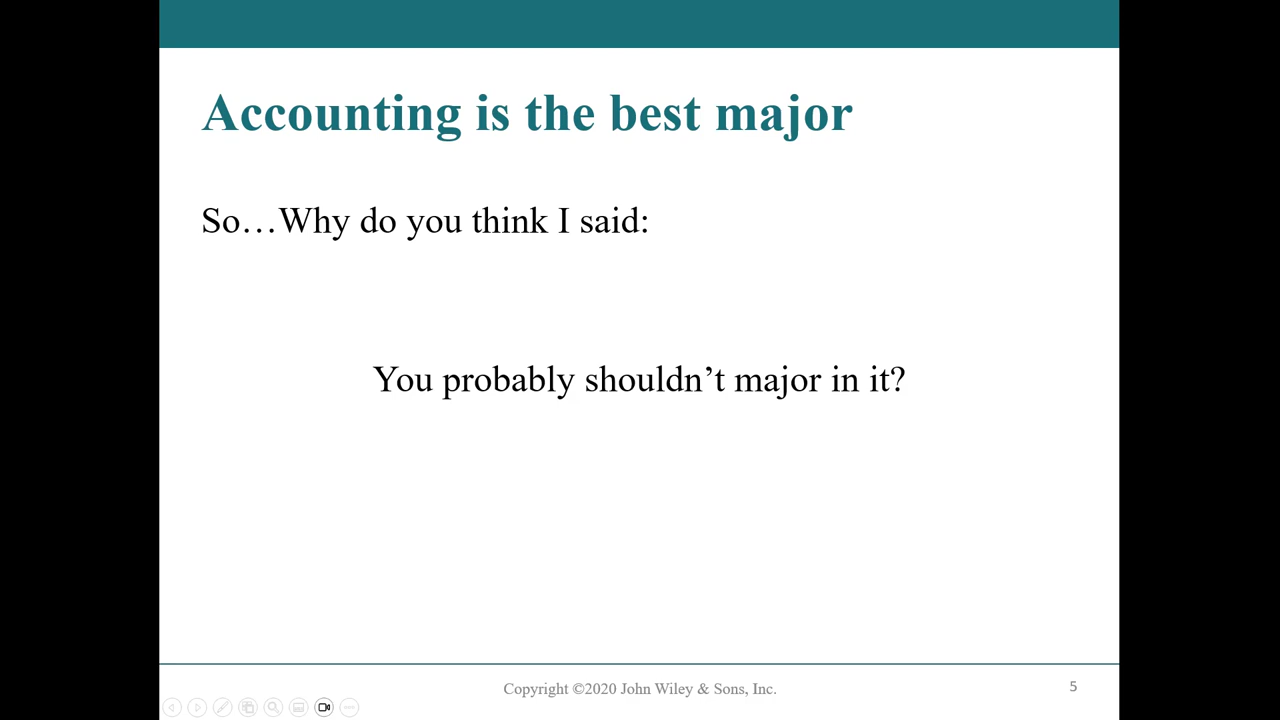 Accounting is the best major
So…Why do you think I said:
You probably shouldn’t major in it?
Copyright ©2020 John Wiley & Sons, Inc.
5